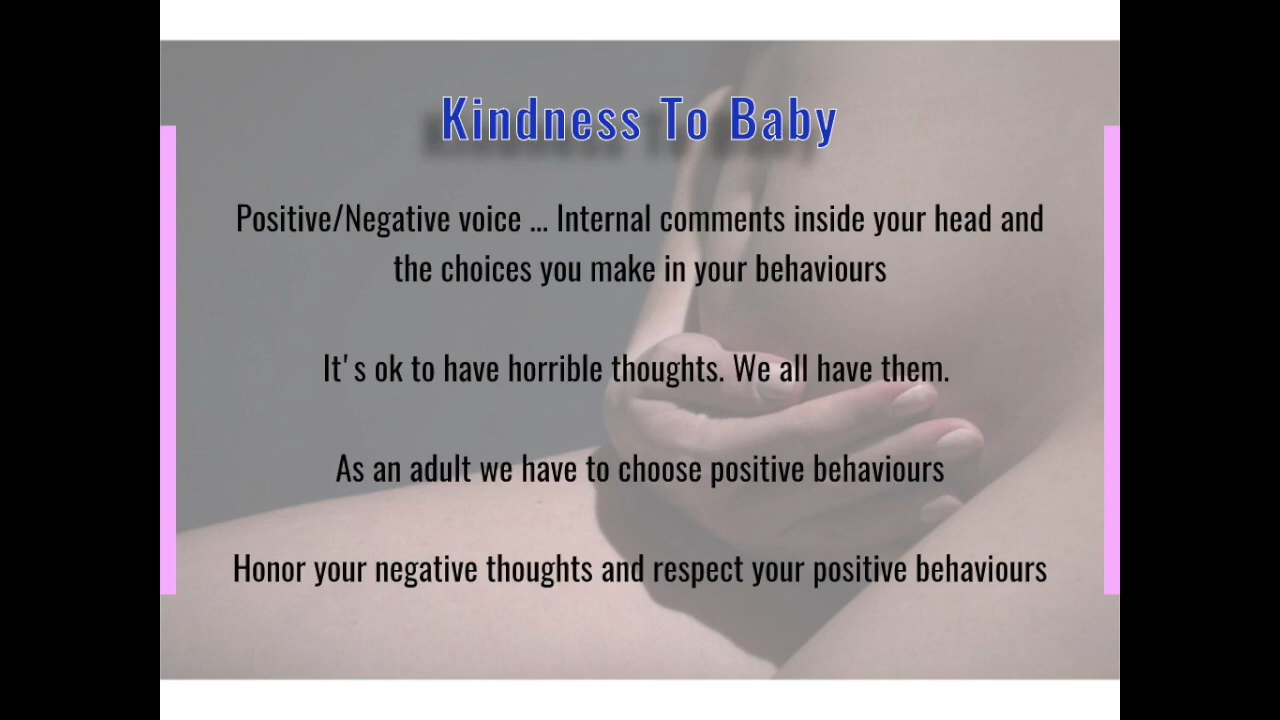 Kindness To Baby
Positive/Negative voice ... Internal comments inside your head and
the choices you make in your behaviours
It's ok to have horrible thoughts. We all have them.
As an adult we have to choose positive behaviours
Honor your negative thoughts and respect your positive behaviours